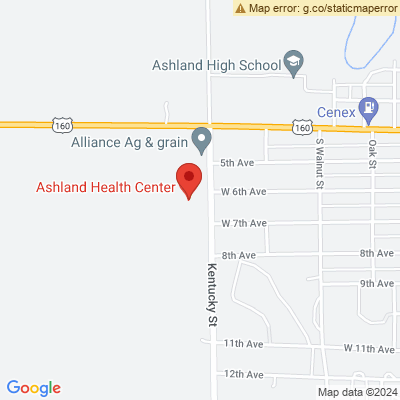 Map error: g.co/staticmaperror
Ashland High School
Cenex
160
160
Alliance Ag & grain
5th Ave
S Walnut St
Oak St
Ashland Health Center
W 6th Ave
W 7th Ave
8th Ave
8th Ave
Kentucky St
9th Ave
11th Ave
W 11th Ave
12th Ave
Google
Map data ©2024